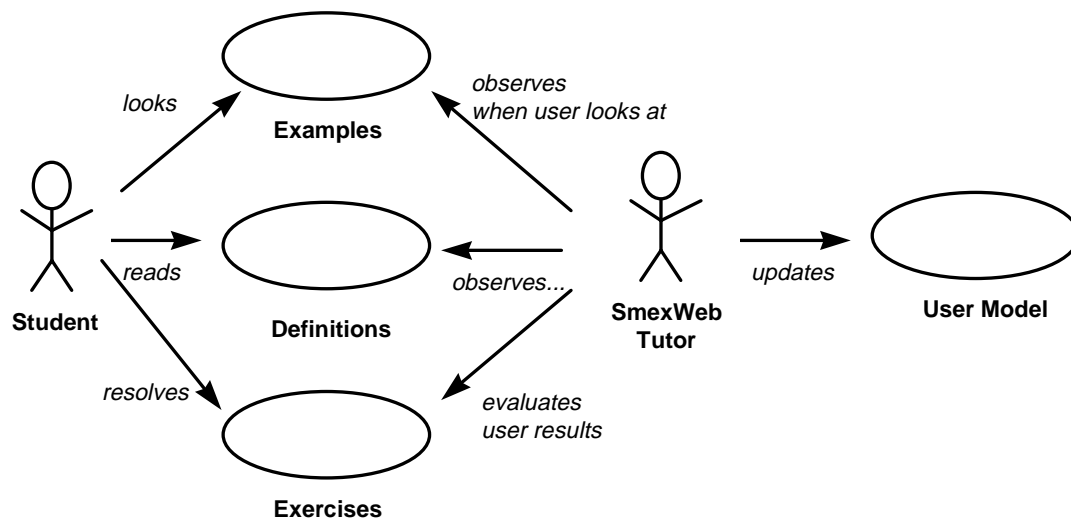 looks
observes
when user looks at
Examples
reads
observes...
updates
Student
Definitions
SmexWeb
Tutor
User Model
resolves
evaluates
user results
Exercises